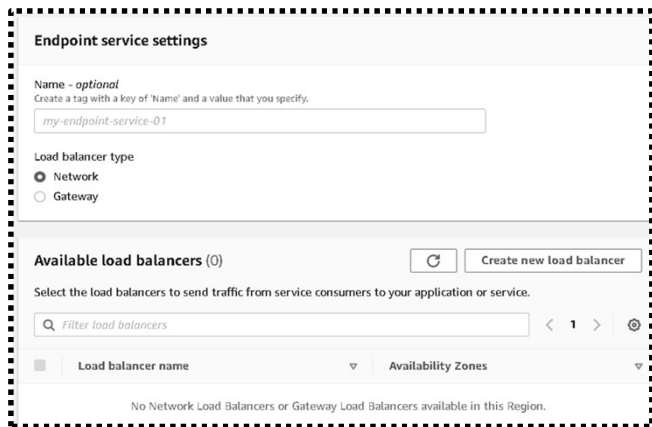 Endpoint service settings
Name - optional
Create a tag with a key of 'Name' and a value that you specify.
my-endpoint-service-01
Load balancer type
Network
Gateway
Available load balancers (0)
Create new load balancer
Select the load balancers to send traffic from service consumers to your application or service.
Filter load balancers
1
Load balancer name Availability Zones
No Network Load Balancers or Gateway Load Balancers available in this Region.